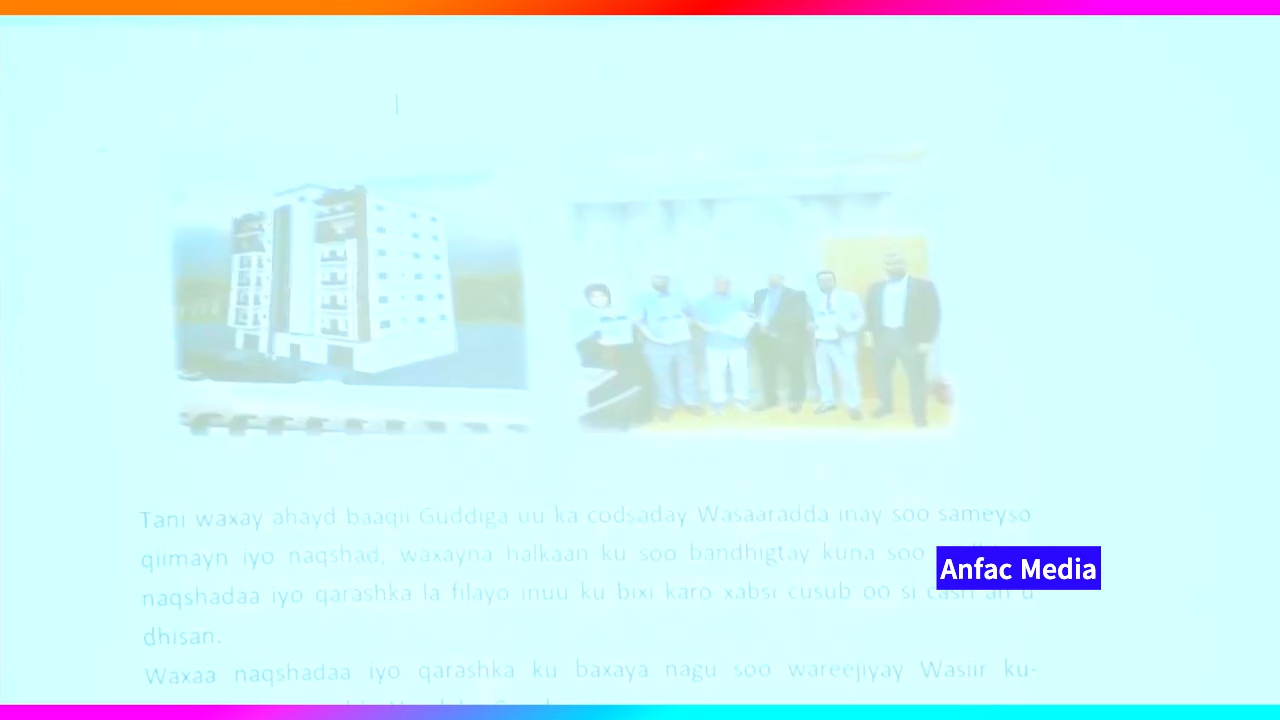 Tani waxay ahayd baaqii Guddiga uu ka codsaday Wasaaradda inay soo sameyso
qiimayn iyo naqshad, waxayna halkaan ku soo bandhigtay kuna soo
Anfac Media
naqshadaa iyo qarashka la filayo inuu ku bixi karo xabsi cusub oo si casri ah u
dhisan.
Waxaa naqshadaa iyo qarashka ku baxaya nagu soo wareejiyay Wasiir ku-